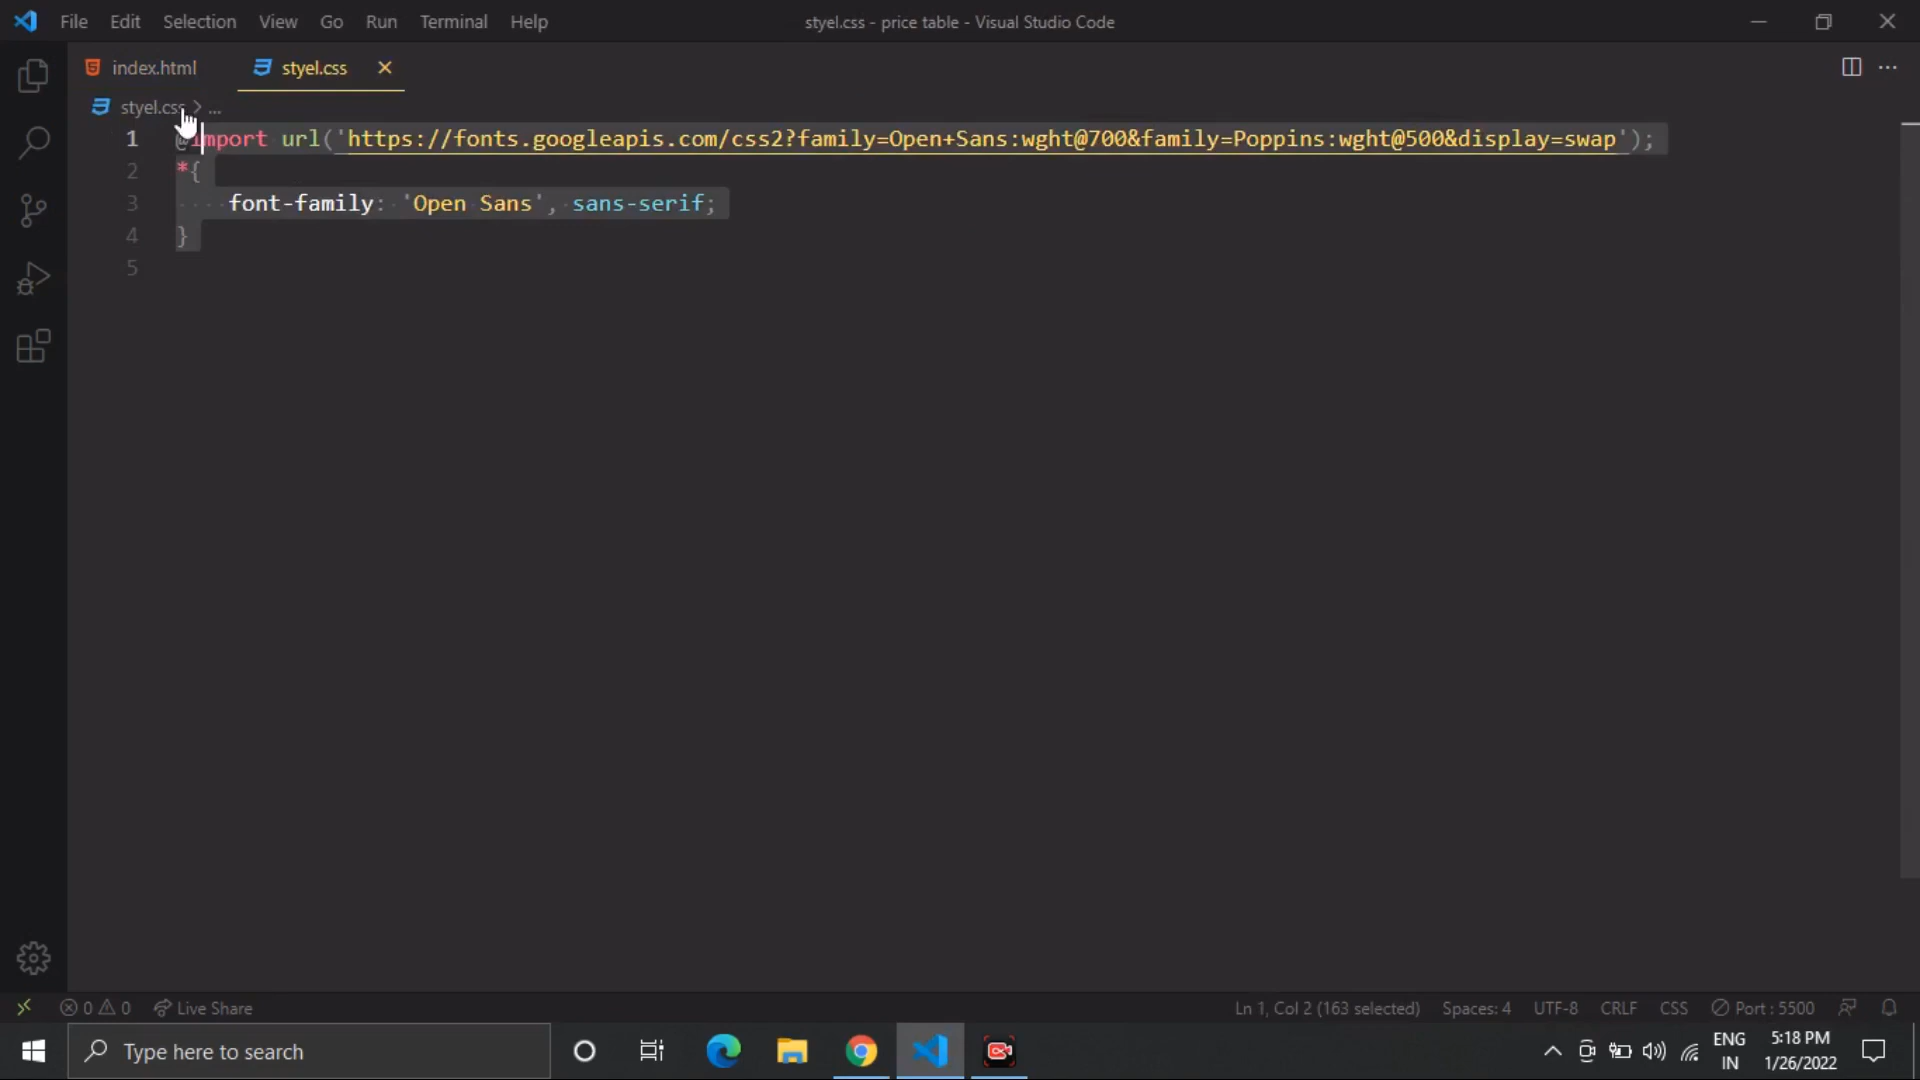 File Edit Selection View Go Run Terminal Help styel.css - price table - Visual Studio Code
index.html styel.css
styel.css > ...
1 @import url('https://fonts.googleapis.com/css2?family=Open+Sans:wght@700&family=Poppins:wght@500&display=swap');
2 *{
3 font-family: 'Open Sans', sans-serif;
4 }
5
0 0 Live Share Ln 1, Col 2 (163 selected) Spaces: 4 UTF-8 CRLF CSS Port : 5500
Type here to search ENG 5:18 PM
IN 1/26/2022